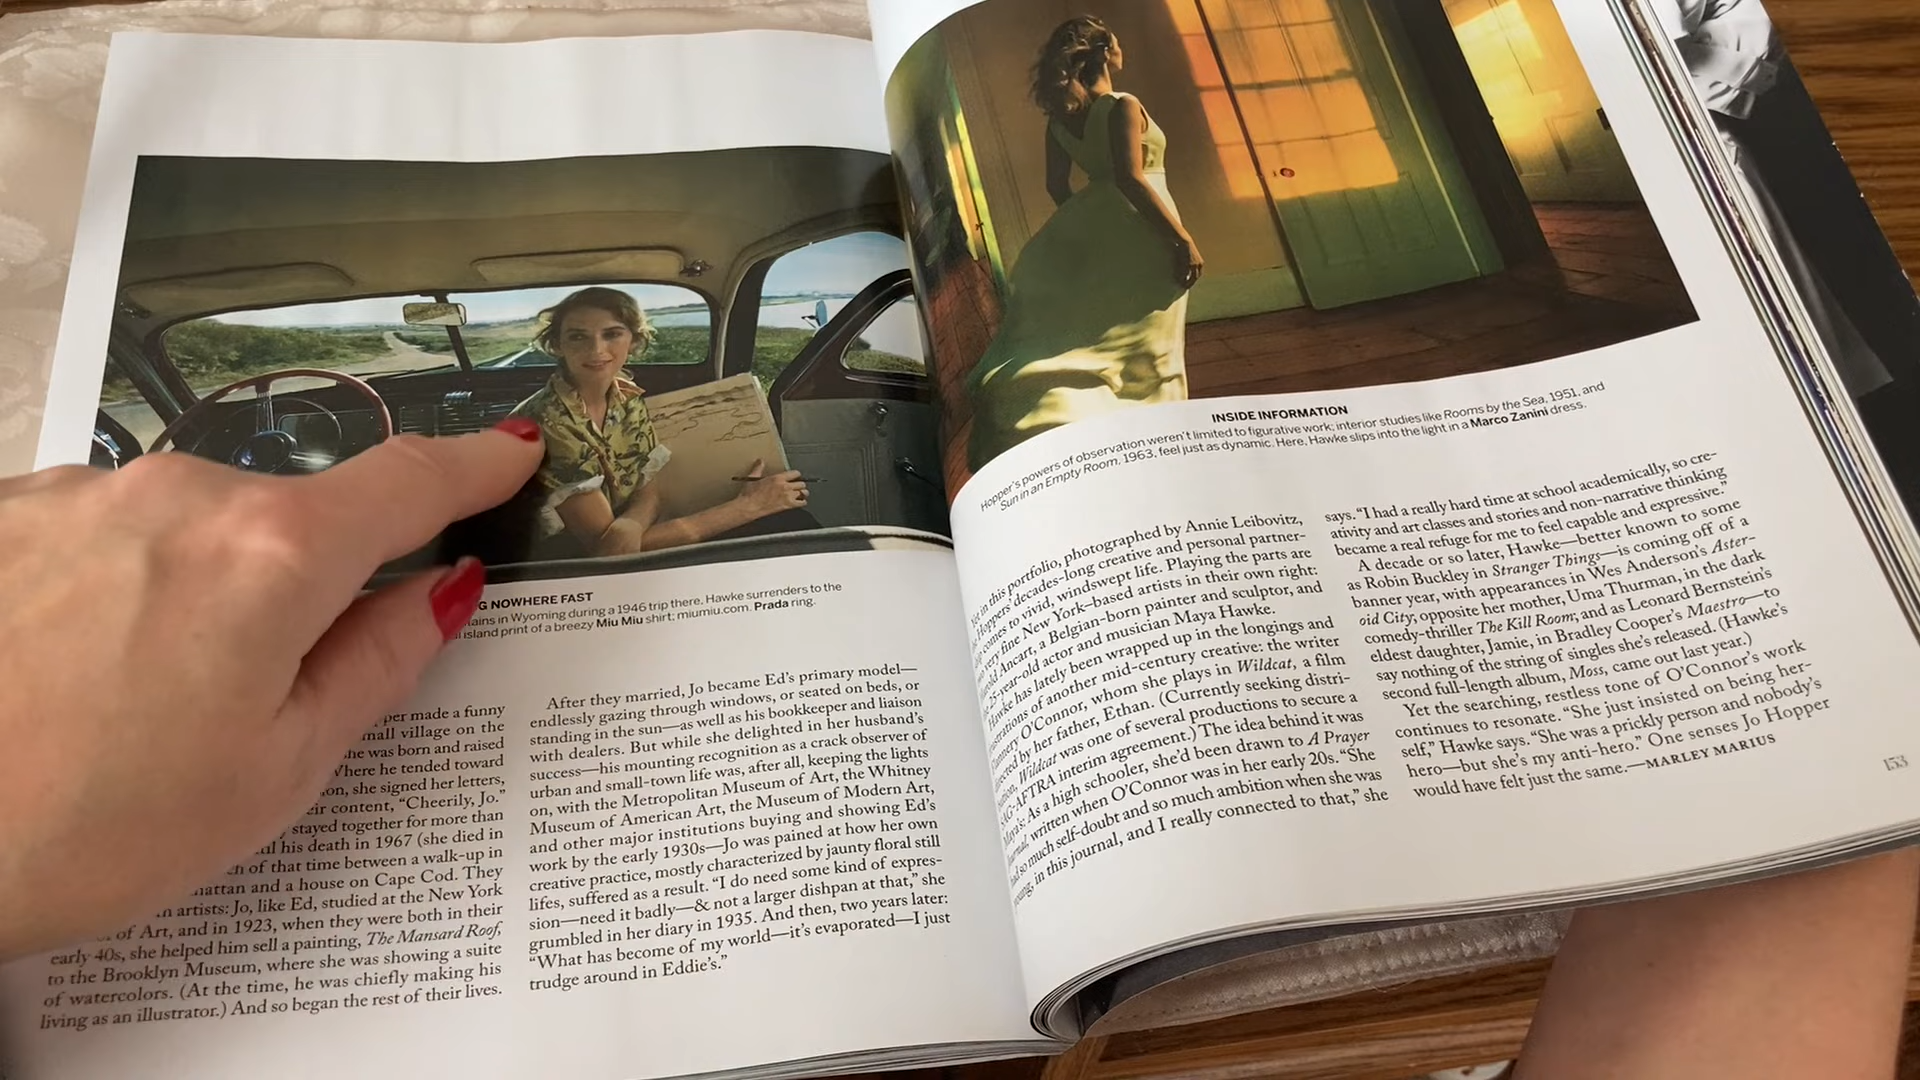 G NOWHERE FAST
tains in Wyoming during a 1946 trip there, Hawke surrenders to the
island print of a breezy Miu Miu shirt; miumiu.com. Prada ring.
per made a funny
mall village on the
he was born and raised
Where he tended toward
on, she signed her letters,
eir content, “Cheerily, Jo.”
stayed together for more than
his death in 1967 (she died in
ch of that time between a walk-up in
hattan and a house on Cape Cod. They
n artists: Jo, like Ed, studied at the New York
of Art, and in 1923, when they were both in their
early 40s, she helped him sell a painting, The Mansard Roof,
to the Brooklyn Museum, where she was showing a suite
of watercolors. (At the time, he was chiefly making his
living as an illustrator.) And so began the rest of their lives.
After they married, Jo became Ed’s primary model—
endlessly gazing through windows, or seated on beds, or
standing in the sun—as well as his bookkeeper and liaison
with dealers. But while she delighted in her husband’s
success—his mounting recognition as a crack observer of
urban and small-town life was, after all, keeping the lights
on, with the Metropolitan Museum of Art, the Whitney
Museum of American Art, the Museum of Modern Art,
and other major institutions buying and showing Ed’s
work by the early 1930s—Jo was pained at how her own
creative practice, mostly characterized by jaunty floral still
lifes, suffered as a result. “I do need some kind of expres-
sion—need it badly—& not a larger dishpan at that,” she
grumbled in her diary in 1935. And then, two years later:
“What has become of my world—it’s evaporated—I just
trudge around in Eddie’s.”
INSIDE INFORMATION
Hopper’s powers of observation weren’t limited to figurative work; interior studies like Rooms by the Sea, 1951, and
Sun in an Empty Room, 1963, feel just as dynamic. Here, Hawke slips into the light in a Marco Zanini dress.
in this portfolio, photographed by Annie Leibovitz,
Hoppers’ decades-long creative and personal partner-
comes to vivid, windswept life. Playing the parts are
very fine New York–based artists in their own right:
Ancart, a Belgian-born painter and sculptor, and
25-year-old actor and musician Maya Hawke.
Hawke has lately been wrapped up in the longings and
frustrations of another mid-century creative: the writer
O’Connor, whom she plays in Wildcat, a film
directed by her father, Ethan. (Currently seeking distri-
bution, Wildcat was one of several productions to secure a
SAG-AFTRA interim agreement.) The idea behind it was
Maya’s: As a high schooler, she’d been drawn to A Prayer
Journal, written when O’Connor was in her early 20s. “She
had so much self-doubt and so much ambition when she was
young, in this journal, and I really connected to that,” she
says. “I had a really hard time at school academically, so cre-
ativity and art classes and stories and non-narrative thinking
became a real refuge for me to feel capable and expressive.”
A decade or so later, Hawke—better known to some
as Robin Buckley in Stranger Things—is coming off of a
banner year, with appearances in Wes Anderson’s Aster-
oid City, opposite her mother, Uma Thurman, in the dark
comedy-thriller The Kill Room; and as Leonard Bernstein’s
eldest daughter, Jamie, in Bradley Cooper’s Maestro—to
say nothing of the string of singles she’s released. (Hawke’s
second full-length album, Moss, came out last year.)
Yet the searching, restless tone of O’Connor’s work
continues to resonate. “She just insisted on being her-
self,” Hawke says. “She was a prickly person and nobody’s
hero—but she’s my anti-hero.” One senses Jo Hopper
would have felt just the same.—MARLEY MARIUS
153